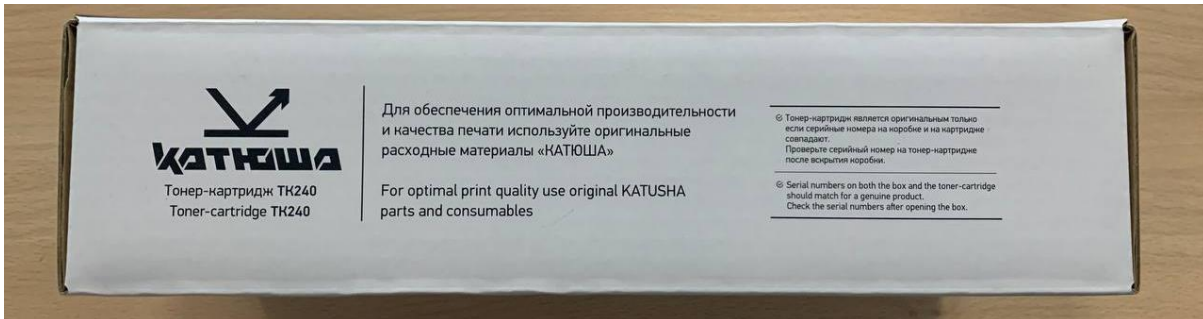 КАТЮША
Тонер-картридж ТК240
Toner-cartridge TK240
Для обеспечения оптимальной производительности
и качества печати используйте оригинальные
расходные материалы «КАТЮША»
For optimal print quality use original KATUSHA
parts and consumables
Тонер-картридж является оригинальным только
если серийные номера на коробке и на картридже
совпадают.
Проверьте серийный номер на тонер-картридже
после вскрытия коробки.
Serial numbers on both the box and the toner-cartridge
should match for a genuine product.
Check the serial numbers after opening the box.